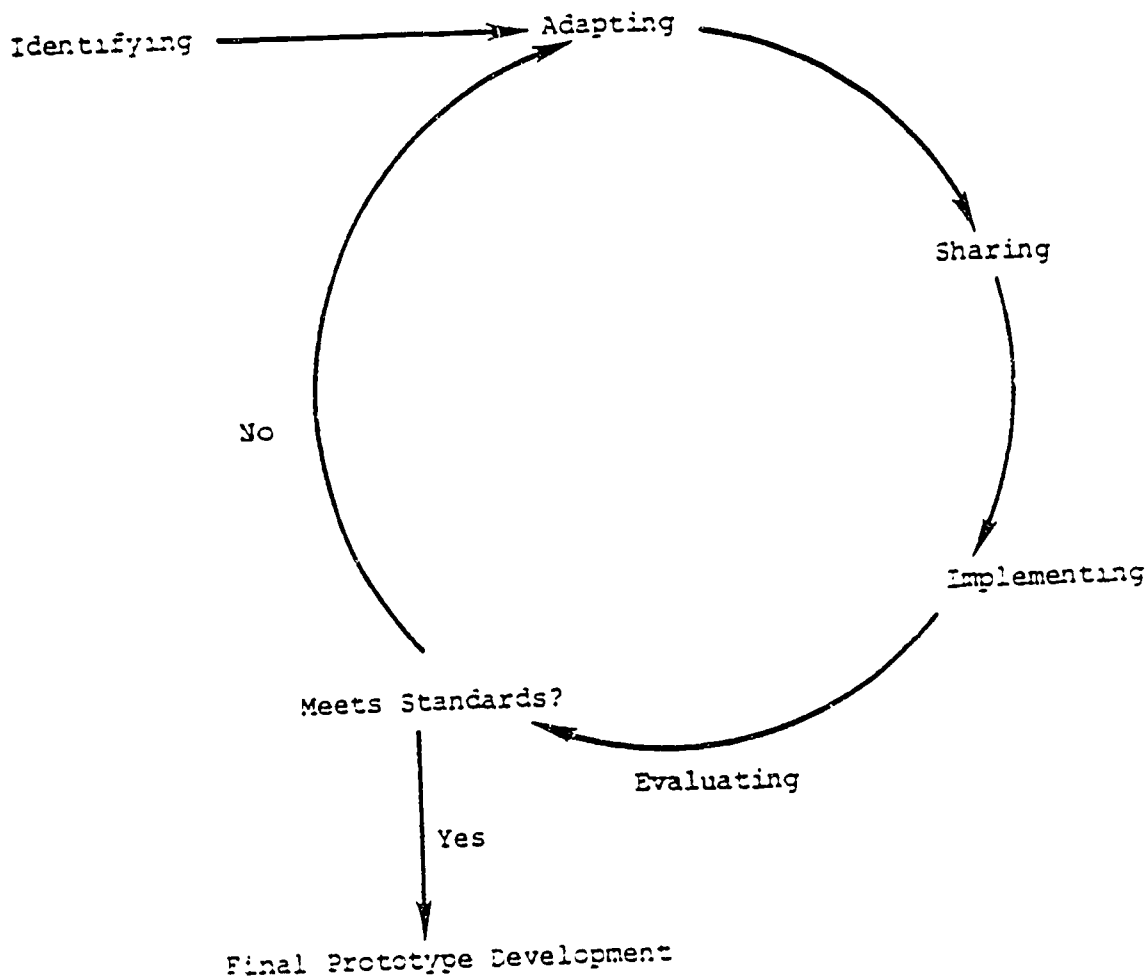 Identifying
Adapting
Sharing
No
Implementing
Meets Standards?
Evaluating
Yes
Final Prototype Development